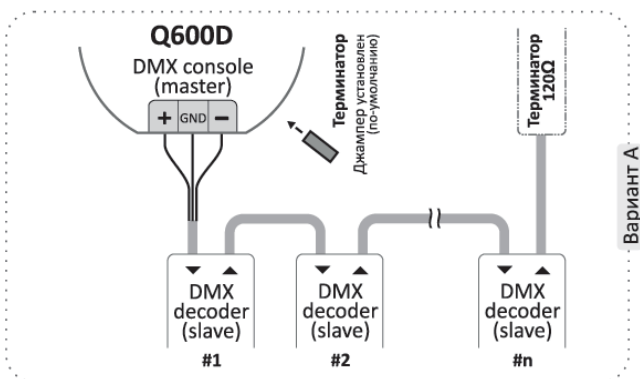 Q600D
DMX console
(master)
+ GND −
Терминатор
Джампер установлен
(по-умолчанию)
Терминатор
120Ω
Вариант А
DMX
decoder
(slave)
#1
DMX
decoder
(slave)
#2
DMX
decoder
(slave)
#n